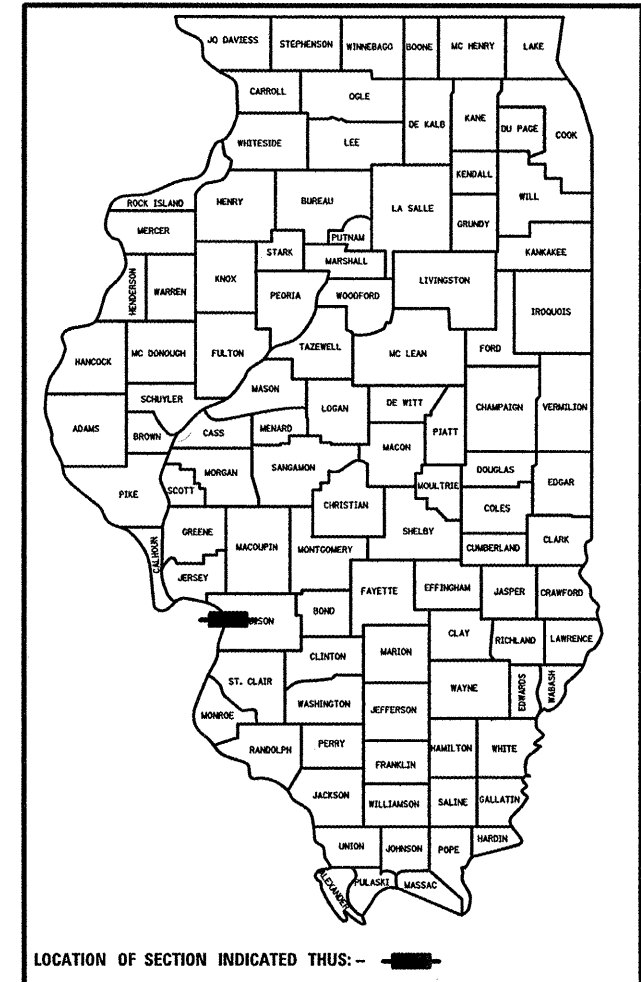 JO DAVIESS STEPHENSON WINNEBAGO BOONE MC HENRY LAKE
CARROLL OGLE DE KALB KANE DU PAGE COOK
WHITESIDE LEE
ROCK ISLAND HENRY BUREAU LA SALLE KENDALL WILL
MERCER PUTNAM GRUNDY
HENDERSON WARREN KNOX STARK MARSHALL LIVINGSTON KANKAKEE
PEORIA WOODFORD IROQUOIS
HANCOCK MC DONOUGH FULTON TAZEWELL MC LEAN FORD
SCHUYLER MASON LOGAN DE WITT CHAMPAIGN VERMILION
ADAMS BROWN CASS MENARD MACON PIATT
PIKE SCOTT MORGAN SANGAMON CHRISTIAN MOULTRIE DOUGLAS EDGAR
COLES
CALHOUN GREENE MACOUPIN MONTGOMERY SHELBY CUMBERLAND CLARK
JERSEY FAYETTE EFFINGHAM JASPER CRAWFORD
BOND
CLINTON MARION CLAY RICHLAND LAWRENCE
ST. CLAIR WASHINGTON JEFFERSON WAYNE EDWARDS WABASH
MONROE
RANDOLPH PERRY FRANKLIN HAMILTON WHITE
JACKSON WILLIAMSON SALINE GALLATIN
UNION JOHNSON POPE HARDIN
ALEXANDER PULASKI MASSAC
LOCATION OF SECTION INDICATED THUS: -